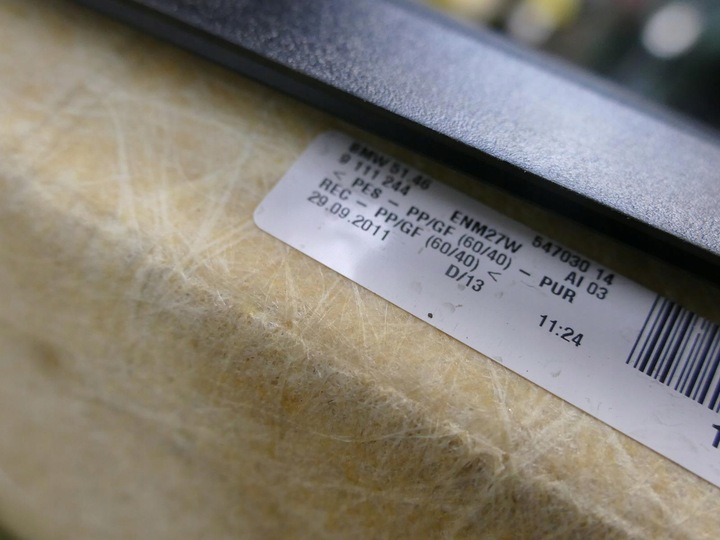 BMW 51.46
9 111 244 ENM27W 547030 14
< PES - PP/GF (60/40) - PUR AI 03
REC - PP/GF (60/40) <
29.09.2011 D/13 11:24